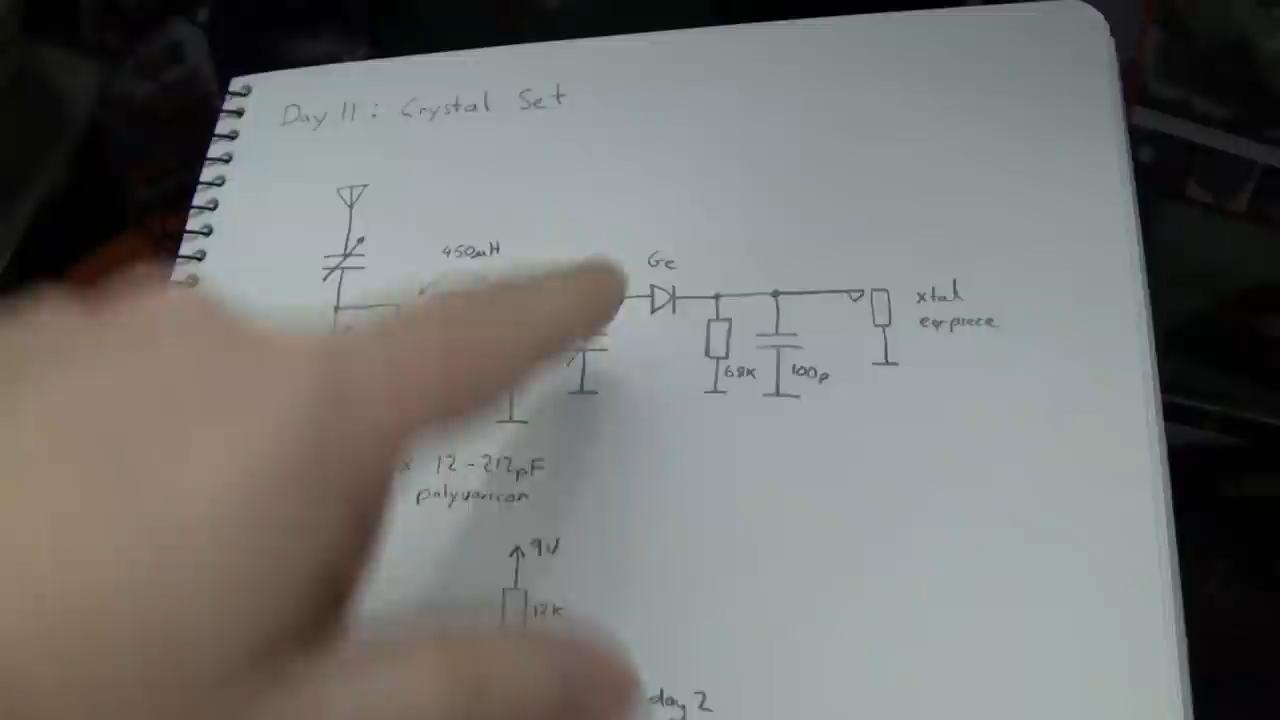 Day 11: Crystal Set
450uH
Ge
xtal
earpiece
68K
100p
x 12-212pF
polyvaricon
9V
12k
day 2